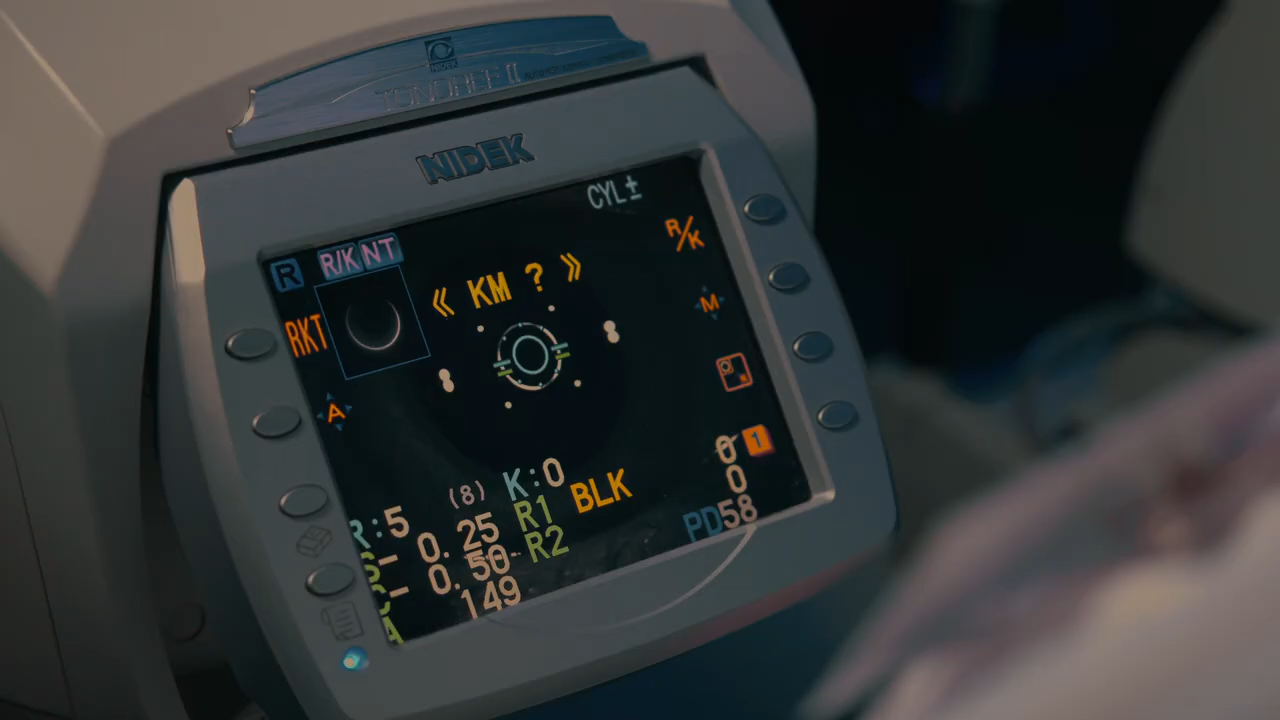 NIDEK
TONOREF II
NIDEK
CYL±
R R/K NT
R/K
« KM ? »
RKT
M
A
1
0
0
(8) K:0
R:5 R1 BLK
S- 0.25 R2 PD58
C- 0.50
A 149